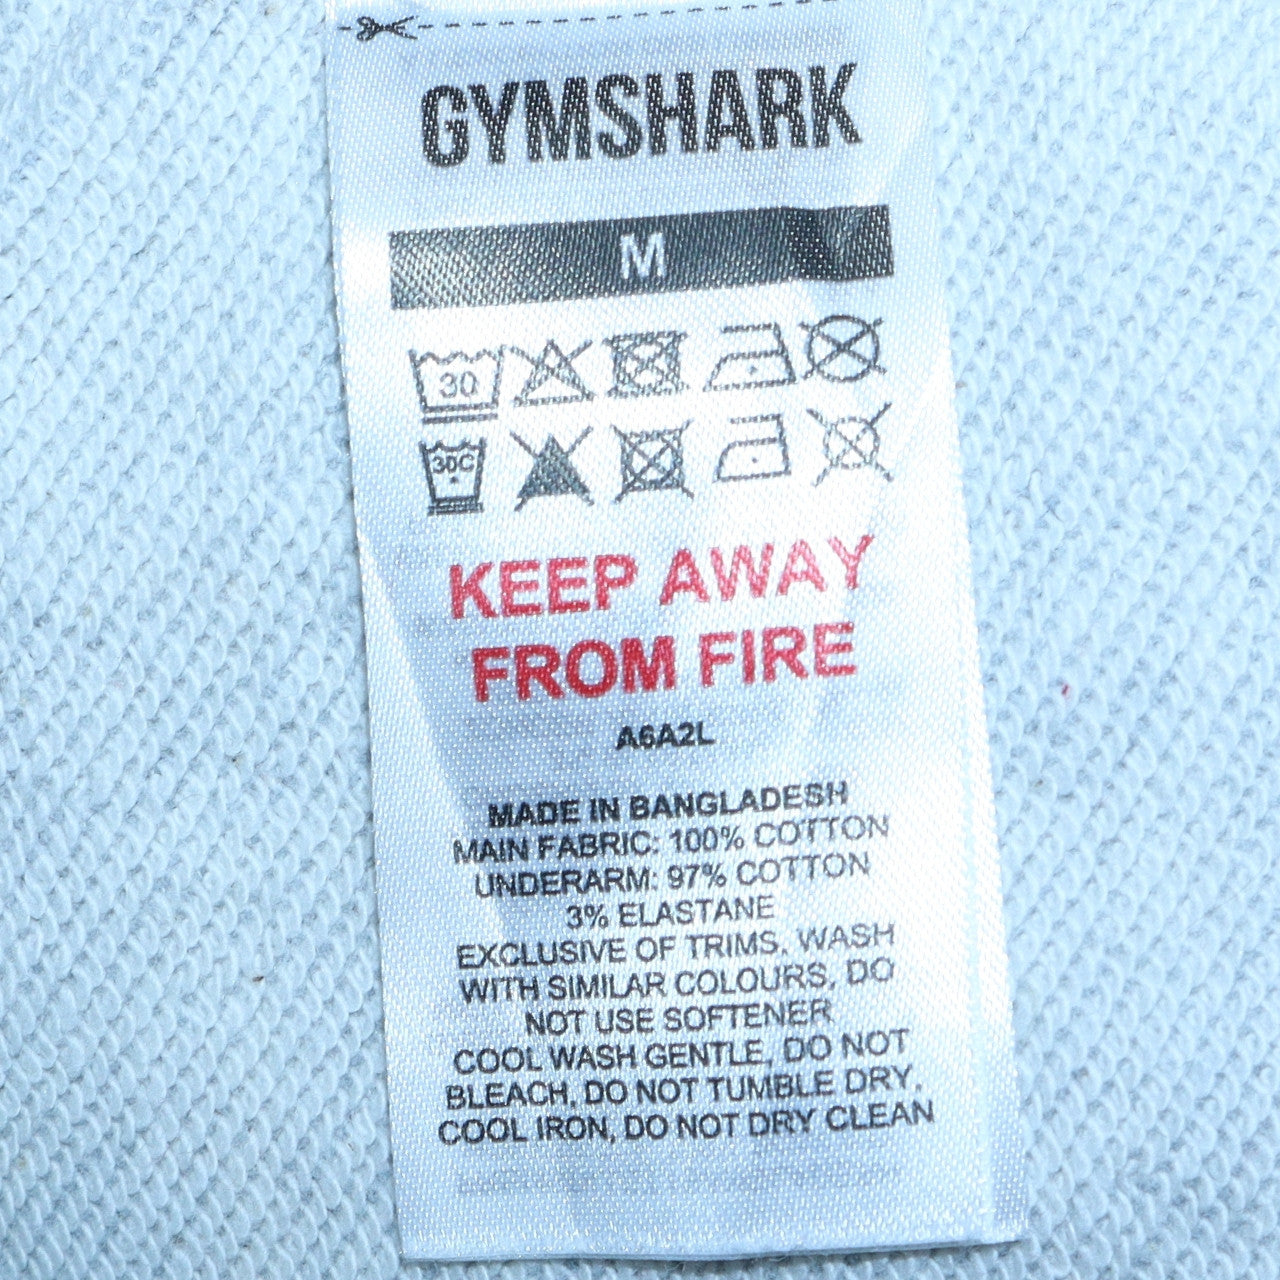 GYMSHARK
M
30
30C
KEEP AWAY
FROM FIRE
A6A2L
MADE IN BANGLADESH
MAIN FABRIC: 100% COTTON
UNDERARM: 97% COTTON
3% ELASTANE
EXCLUSIVE OF TRIMS. WASH
WITH SIMILAR COLOURS, DO
NOT USE SOFTENER
COOL WASH GENTLE, DO NOT
BLEACH, DO NOT TUMBLE DRY,
COOL IRON, DO NOT DRY CLEAN